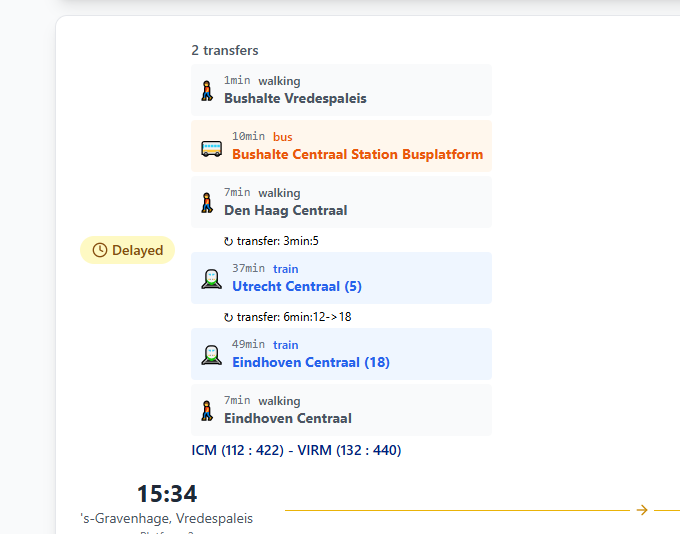 2 transfers
1min walking
Bushalte Vredespaleis
10min bus
Bushalte Centraal Station Busplatform
7min walking
Den Haag Centraal
↻ transfer: 3min:5
Delayed
37min train
Utrecht Centraal (5)
↻ transfer: 6min:12->18
49min train
Eindhoven Centraal (18)
7min walking
Eindhoven Centraal
ICM (112 : 422) - VIRM (132 : 440)
15:34
's-Gravenhage, Vredespaleis